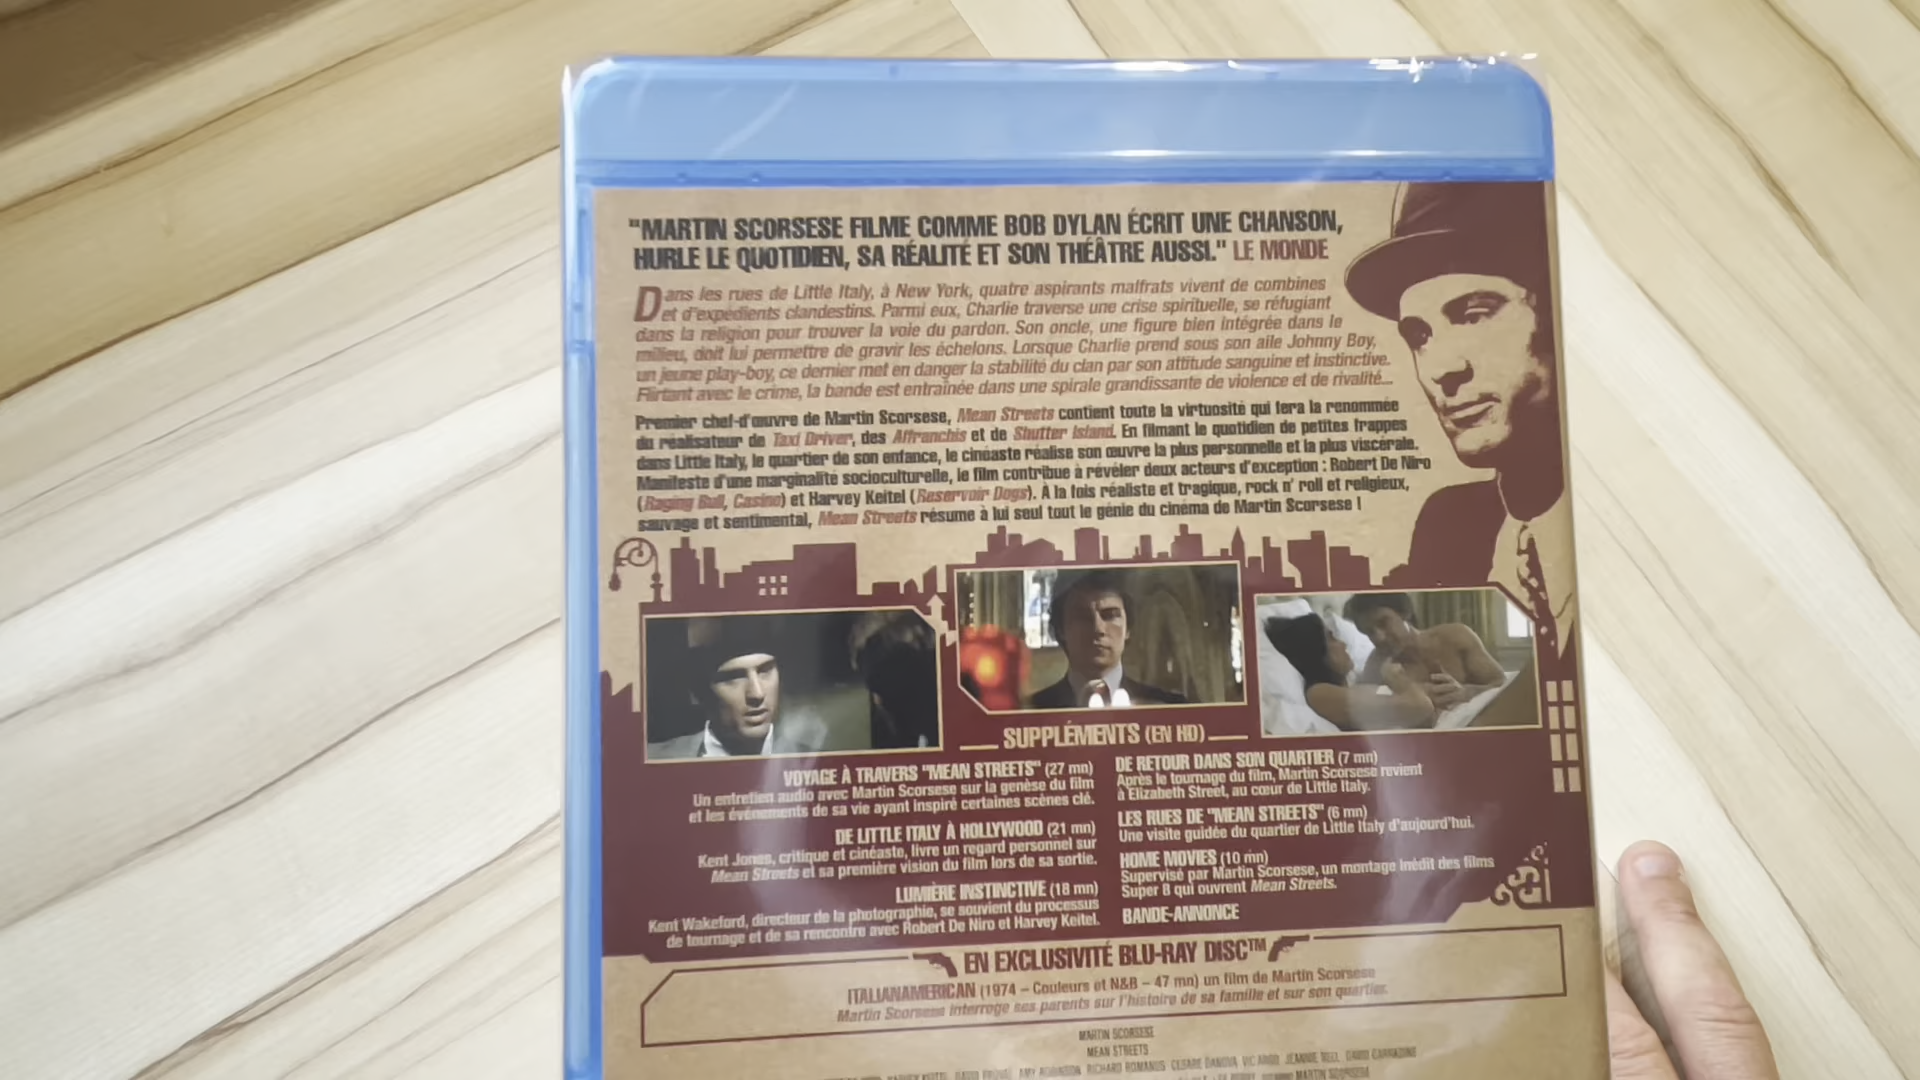 "MARTIN SCORSESE FILME COMME BOB DYLAN ÉCRIT UNE CHANSON,
HURLE LE QUOTIDIEN, SA RÉALITÉ ET SON THÉÂTRE AUSSI." LE MONDE
Dans les rues de Little Italy, à New York, quatre aspirants malfrats vivent de combines
et d'expédients clandestins. Parmi eux, Charlie traverse une crise spirituelle, se réfugiant
dans la religion pour trouver la voie du pardon. Son oncle, une figure bien intégrée dans le
milieu, doit lui permettre de gravir les échelons. Lorsque Charlie prend sous son aile Johnny Boy,
un jeune play-boy, ce dernier met en danger la stabilité du clan par son attitude sanguine et instinctive.
Flirtant avec le crime, la bande est entraînée dans une spirale grandissante de violence et de rivalité...
Premier chef-d'œuvre de Martin Scorsese, Mean Streets contient toute la virtuosité qui fera la renommée
du réalisateur de Taxi Driver, des Affranchis et de Shutter Island. En filmant le quotidien de petites frappes
dans Little Italy, le quartier de son enfance, le cinéaste réalise son œuvre la plus personnelle et la plus viscérale.
Manifeste d'une marginalité socioculturelle, le film contribue à révéler deux acteurs d'exception : Robert De Niro
(Raging Bull, Casino) et Harvey Keitel (Reservoir Dogs). À la fois réaliste et tragique, rock n' roll et religieux,
sauvage et sentimental, Mean Streets résume à lui seul tout le génie du cinéma de Martin Scorsese !
SUPPLÉMENTS (EN HD)
VOYAGE À TRAVERS "MEAN STREETS" (27 mn)
Un entretien audio avec Martin Scorsese sur la genèse du film
et les événements de sa vie ayant inspiré certaines scènes clé.
DE LITTLE ITALY À HOLLYWOOD (21 mn)
Kent Jones, critique et cinéaste, livre un regard personnel sur
Mean Streets et sa première vision du film lors de sa sortie.
LUMIÈRE INSTINCTIVE (18 mn)
Kent Wakeford, directeur de la photographie, se souvient du processus
de tournage et de sa rencontre avec Robert De Niro et Harvey Keitel.
DE RETOUR DANS SON QUARTIER (7 mn)
Après le tournage du film, Martin Scorsese revient
à Elizabeth Street, au cœur de Little Italy.
LES RUES DE "MEAN STREETS" (6 mn)
Une visite guidée du quartier de Little Italy d'aujourd'hui.
HOME MOVIES (10 mn)
Supervisé par Martin Scorsese, un montage inédit des films
Super 8 qui ouvrent Mean Streets.
BANDE-ANNONCE
EN EXCLUSIVITÉ BLU-RAY DISC™
ITALIANAMERICAN (1974 – Couleurs et N&B – 47 mn) un film de Martin Scorsese
Martin Scorsese interroge ses parents sur l'histoire de sa famille et sur son quartier.
MARTIN SCORSESE
MEAN STREETS
HARVEY KEITEL DAVID PROVAL AMY ROBINSON RICHARD ROMANUS CESARE DANOVA VIC ARGO JEANNIE BELL DAVID CARRADINE
MARTIN SCORSESE